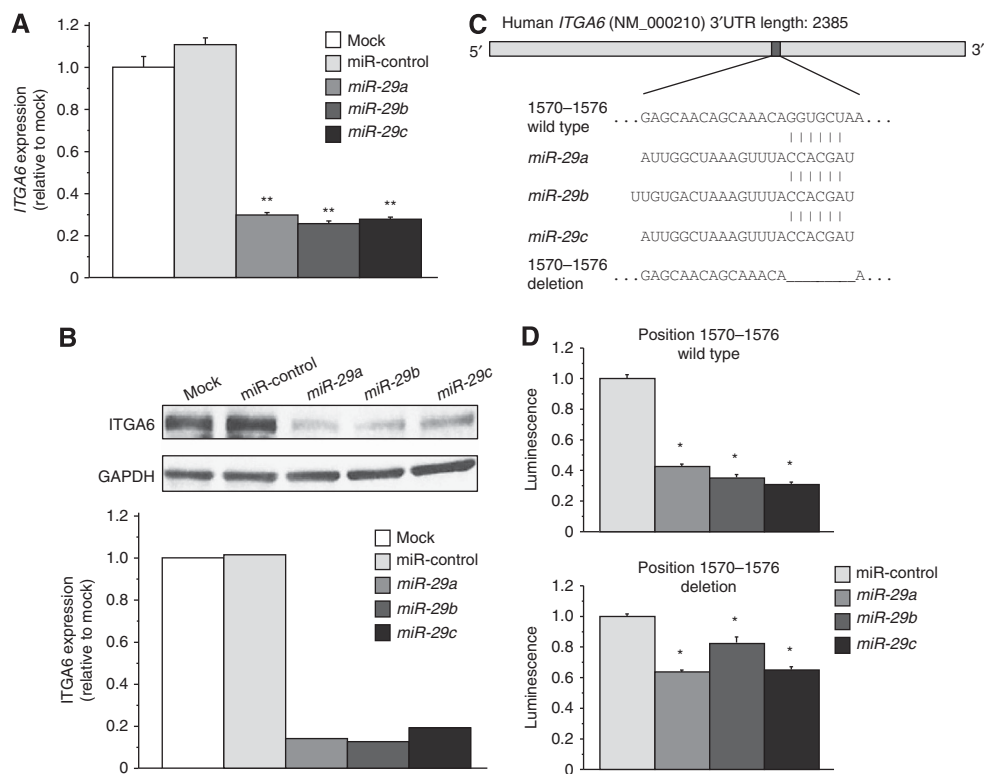 A
1.2
1.0
0.8
0.6
0.4
0.2
0
ITGA6 expression
(relative to mock)
Mock
miR-control
miR-29a
miR-29b
miR-29c
**
**
**
B
Mock
miR-control
miR-29a
miR-29b
miR-29c
ITGA6
GAPDH
1.2
1.0
0.8
0.6
0.4
0.2
0
ITGA6 expression
(relative to mock)
Mock
miR-control
miR-29a
miR-29b
miR-29c
C
Human ITGA6 (NM_000210) 3′UTR length: 2385
5′
3′
1570–1576
wild type
...GAGCAACAGCAAACAGGUGCUAA...
miR-29a
AUUGGCUAAAGUUUACCACGAU
miR-29b
UUGUGACUAAAGUUUACCACGAU
miR-29c
AUUGGCUAAAGUUUACCACGAU
1570–1576
deletion
...GAGCAACAGCAAACA_______A...
D
Position 1570–1576
wild type
1.2
1.0
0.8
0.6
0.4
0.2
0
Luminescence
*
*
*
Position 1570–1576
deletion
1.2
1.0
0.8
0.6
0.4
0.2
0
Luminescence
*
*
*
miR-control
miR-29a
miR-29b
miR-29c